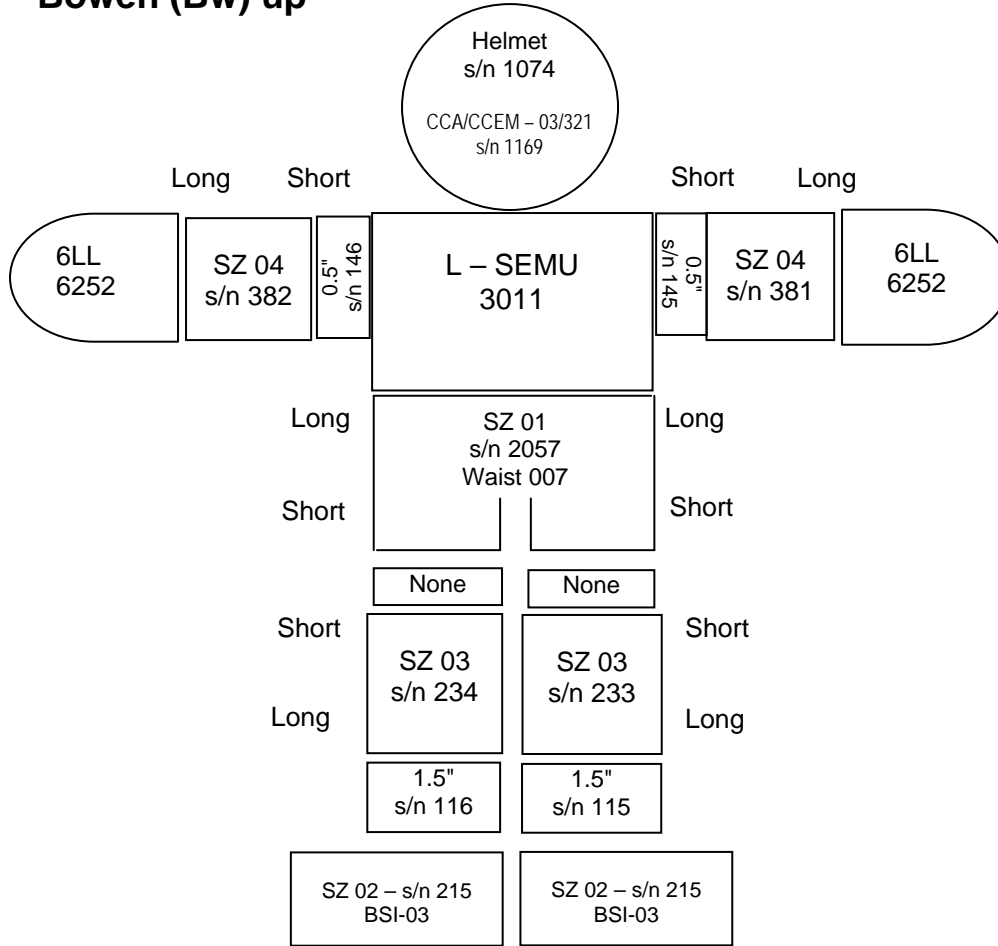 Bowen (Bw) up
Helmet
s/n 1074
CCA/CCEM – 03/321
s/n 1169
Long Short
Short Long
6LL
6252
SZ 04
s/n 382
0.5"
s/n 146
L – SEMU
3011
0.5"
s/n 145
SZ 04
s/n 381
6LL
6252
Long
SZ 01
s/n 2057
Waist 007
Long
Short
Short
None
None
Short
SZ 03
s/n 234
SZ 03
s/n 233
Short
Long
Long
1.5"
s/n 116
1.5"
s/n 115
SZ 02 – s/n 215
BSI-03
SZ 02 – s/n 215
BSI-03